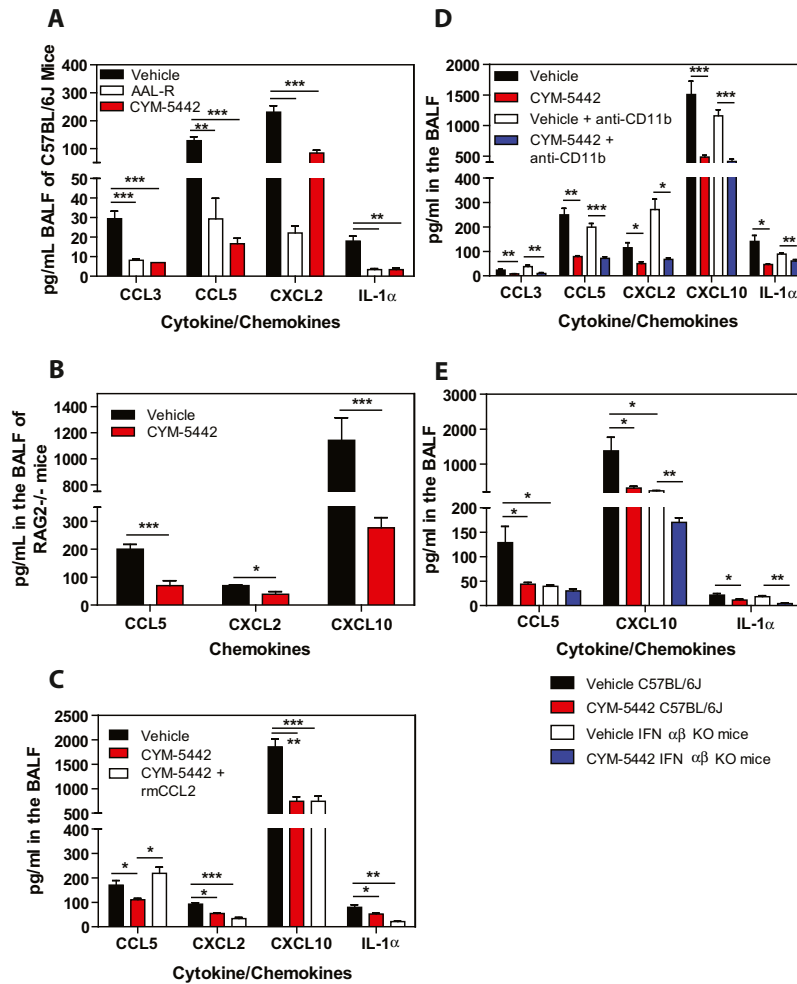 A
pg/mL BALF of C57BL/6J Mice
400
300
200
100
50
40
30
20
10
0
Vehicle
AAL-R
CYM-5442
***
***
***
**
***
**
CCL3 CCL5 CXCL2 IL-1α
Cytokine/Chemokines
B
pg/mL in the BALF of
RAG2-/- mice
1400
1200
1000
300
200
100
0
Vehicle
CYM-5442
***
*
***
CCL5 CXCL2 CXCL10
Chemokines
C
pg/ml in the BALF
2500
2000
1500
1000
500
400
300
200
100
0
Vehicle
CYM-5442
CYM-5442 +
rmCCL2
*
*
***
*
***
**
**
*
CCL5 CXCL2 CXCL10 IL-1α
Cytokine/Chemokines
D
pg/ml in the BALF
2000
1500
1000
500
400
300
200
100
0
Vehicle
CYM-5442
Vehicle + anti-CD11b
CYM-5442 +
anti-CD11b
**
**
**
***
*
*
***
***
*
**
CCL3 CCL5 CXCL2 CXCL10 IL-1α
Cytokine/Chemokines
E
pg/ml in the BALF
3000
2000
1000
150
100
50
0
*
*
*
*
**
*
**
CCL5 CXCL10 IL-1α
Cytokine/Chemokines
Vehicle C57BL/6J
CYM-5442 C57BL/6J
Vehicle IFN αβ KO mice
CYM-5442 IFN αβ KO mice